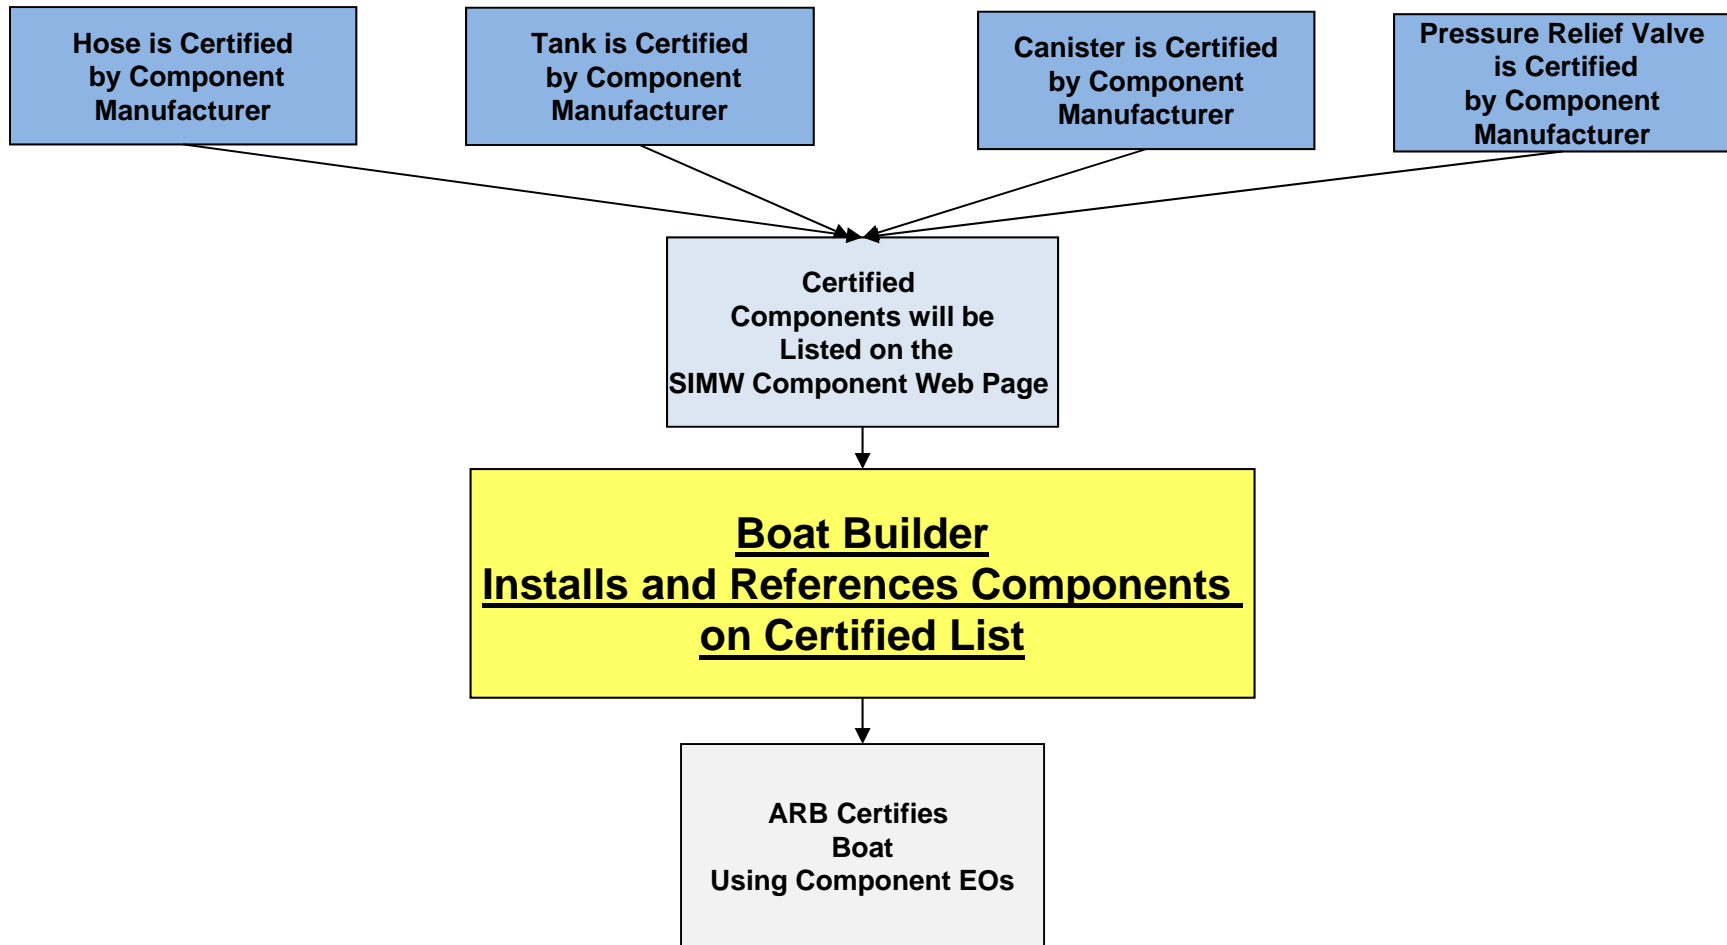 Hose is Certified
by Component
Manufacturer
Tank is Certified
by Component
Manufacturer
Canister is Certified
by Component
Manufacturer
Pressure Relief Valve
is Certified
by Component
Manufacturer
Certified
Components will be
Listed on the
SIMW Component Web Page
Boat Builder
Installs and References Components
on Certified List
ARB Certifies
Boat
Using Component EOs